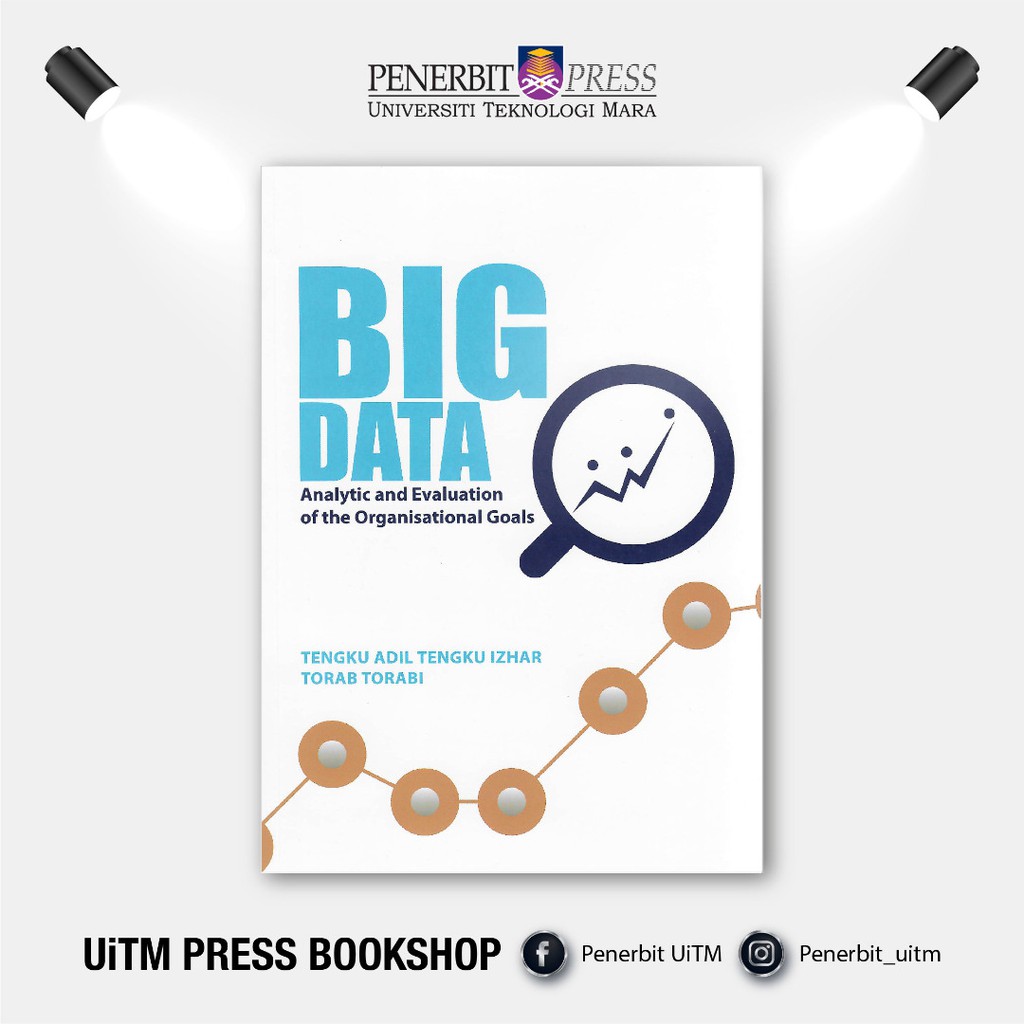 PENERBIT PRESS
UNIVERSITI TEKNOLOGI MARA
BIG
DATA
Analytic and Evaluation
of the Organisational Goals
TENGKU ADIL TENGKU IZHAR
TORAB TORABI
UiTM PRESS BOOKSHOP
Penerbit UiTM
Penerbit_uitm